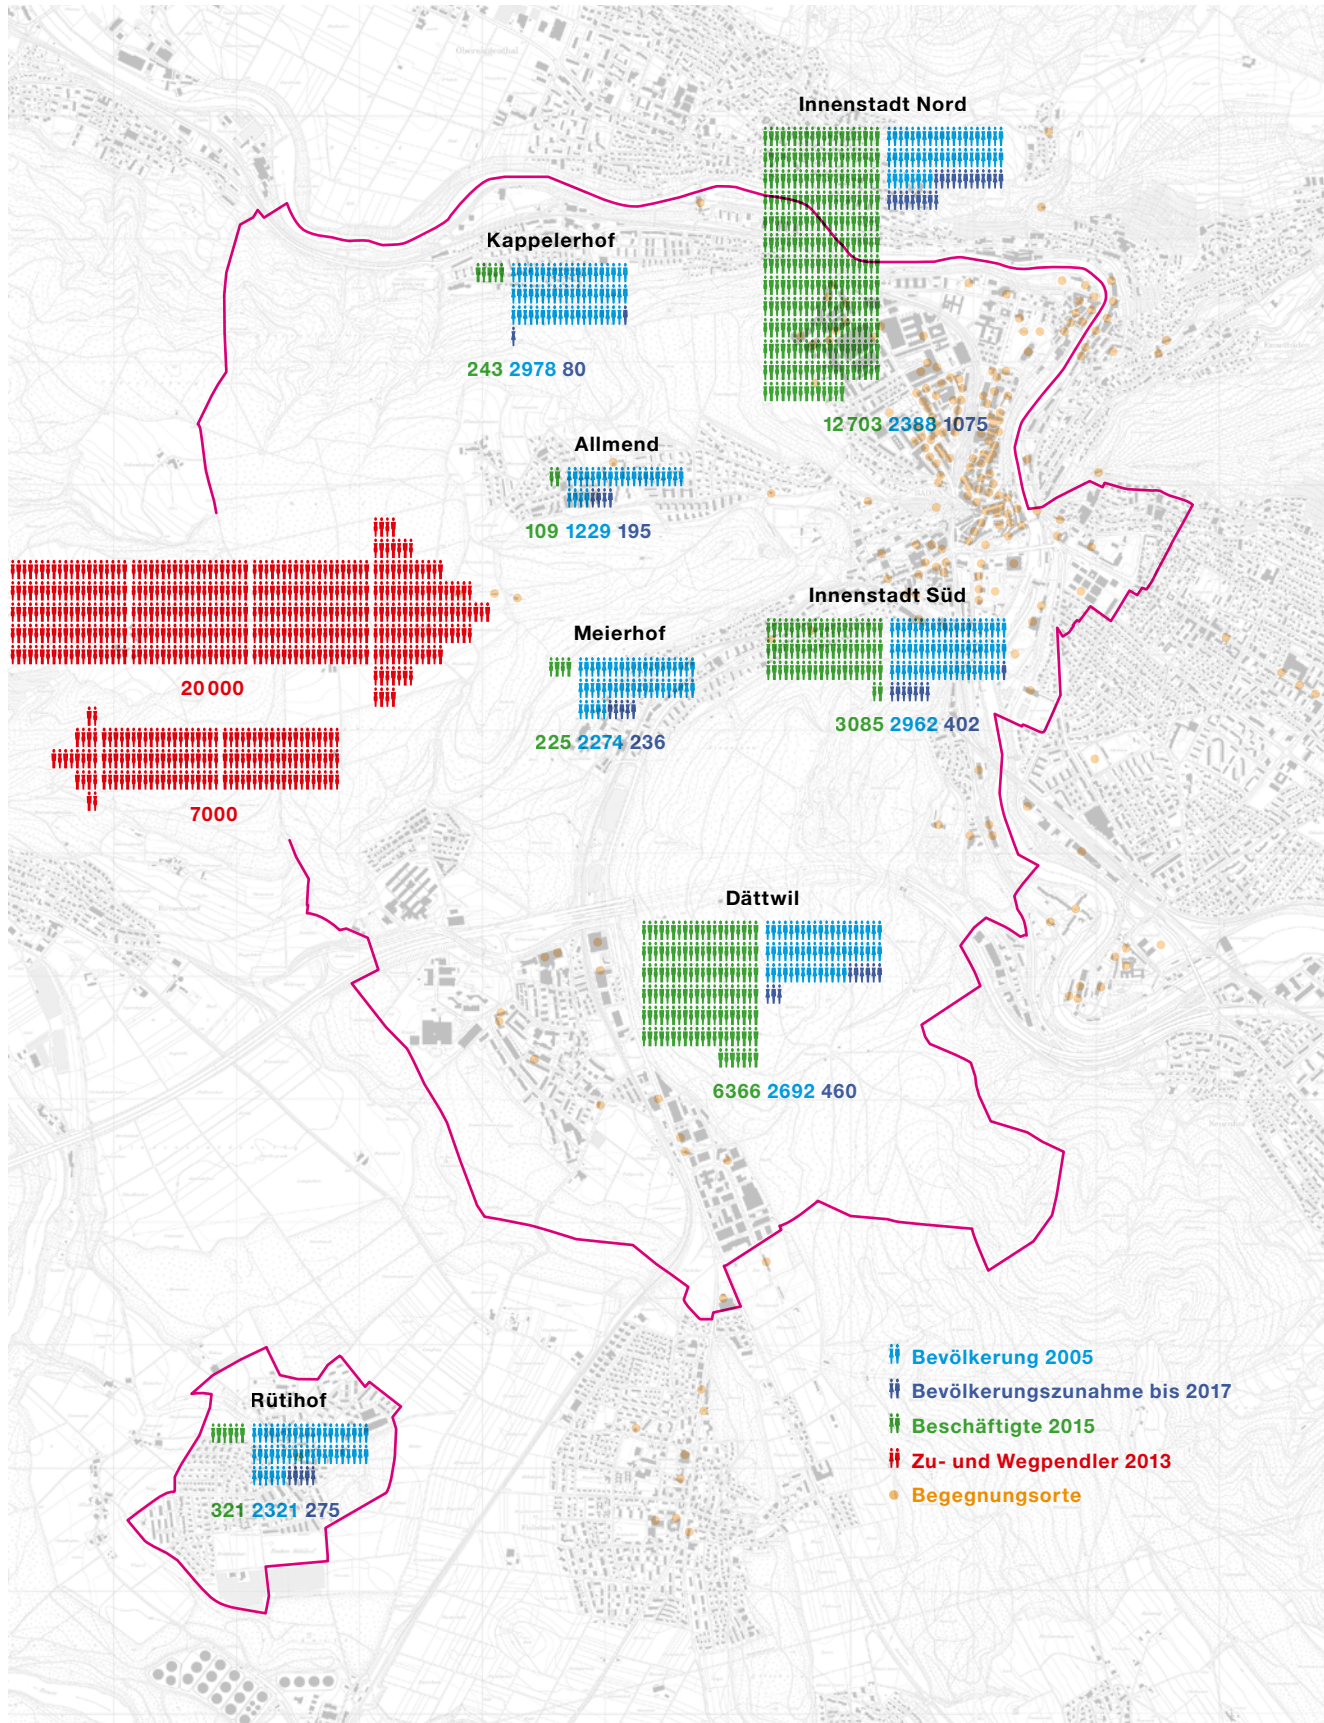 Obersiggenthal
Innenstadt Nord
Kappelerhof
243 2978 80
12 703 2388 1075
Allmend
109 1229 195
Innenstadt Süd
Meierhof
20 000
3085 2962 402
225 2274 236
7000
Dättwil
6366 2692 460
Bevölkerung 2005
Bevölkerungszunahme bis 2017
Rütihof
Beschäftigte 2015
Zu- und Wegpendler 2013
Begegnungsorte
321 2321 275